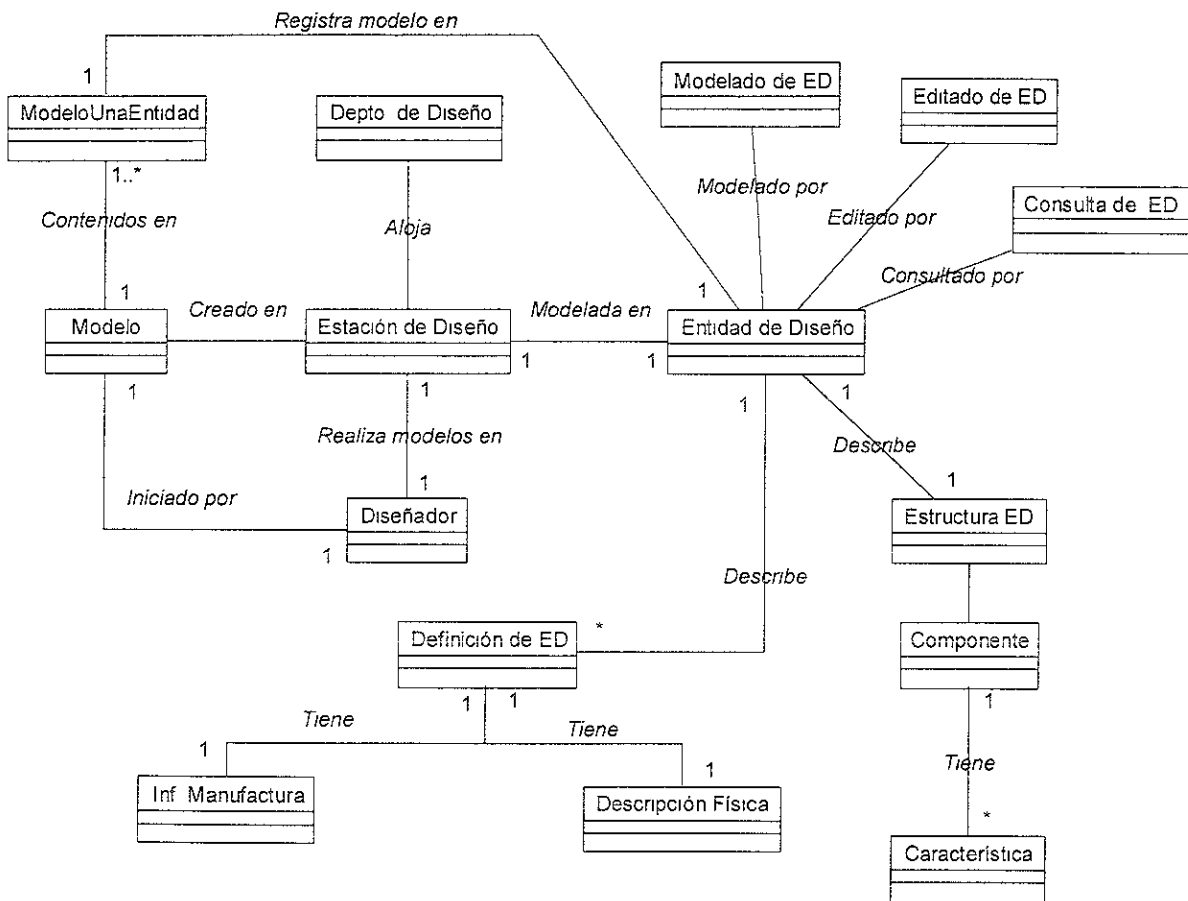 Registra modelo en
1
Modelado de ED
Editado de ED
ModeloUnaEntidad
Depto de Diseño
1..*
Modelado por
Contenidos en
Aloja
Editado por
Consulta de ED
Consultado por
1
Creado en
Modelada en
1
Modelo
Estación de Diseño
Entidad de Diseño
1
1
1
1
1
1
Realiza modelos en
Describe
Iniciado por
1
1
Diseñador
Estructura ED
1
Describe
Definición de ED
*
Componente
1
1
1
Tiene
Tiene
1
1
Tiene
Inf Manufactura
Descripción Física
*
Característica